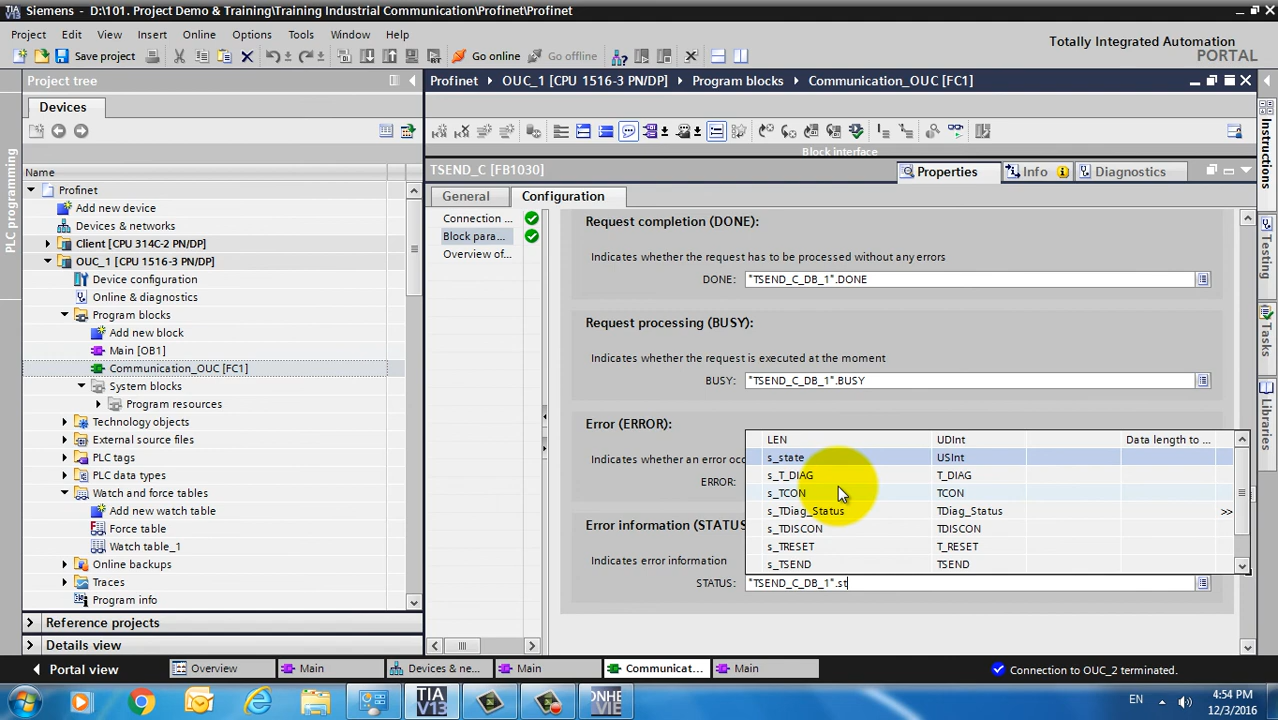 Siemens - D:\101. Project Demo & Training\Training Industrial Communication\Profinet\Profinet
TIA
V13
Project Edit View Insert Online Options Tools Window Help
Totally Integrated Automation
PORTAL
Save project
Go online
Go offline
Project tree
Profinet
OUC_1 [CPU 1516-3 PN/DP]
Program blocks
Communication_OUC [FC1]
Devices
Block interface
TSEND_C [FB1030]
Properties
Info
Diagnostics
Name
General
Configuration
Profinet
Add new device
Devices & networks
Client [CPU 314C-2 PN/DP]
OUC_1 [CPU 1516-3 PN/DP]
Device configuration
Online & diagnostics
Program blocks
Add new block
Main [OB1]
Communication_OUC [FC1]
System blocks
Program resources
Technology objects
External source files
PLC tags
PLC data types
Watch and force tables
Add new watch table
Force table
Watch table_1
Online backups
Traces
Program info
Reference projects
Details view
PLC programming
Connection ...
Block para...
Overview of...
Request completion (DONE):
Indicates whether the request has to be processed without any errors
DONE: "TSEND_C_DB_1".DONE
Request processing (BUSY):
Indicates whether the request is executed at the moment
BUSY: "TSEND_C_DB_1".BUSY
Error (ERROR):
Indicates whether an error occ
ERROR:
Error information (STATUS
Indicates error information
STATUS: "TSEND_C_DB_1".st
LEN UDInt Data length to ...
s_state USInt
s_T_DIAG T_DIAG
s_TCON TCON
s_TDiag_Status TDiag_Status >>
s_TDISCON TDISCON
s_TRESET T_RESET
s_TSEND TSEND
Instructions
Testing
Tasks
Libraries
Portal view
Overview
Main
Devices & ne...
Main
Communicat...
Main
Connection to OUC_2 terminated.
TIA
V13
EN
4:54 PM
12/3/2016